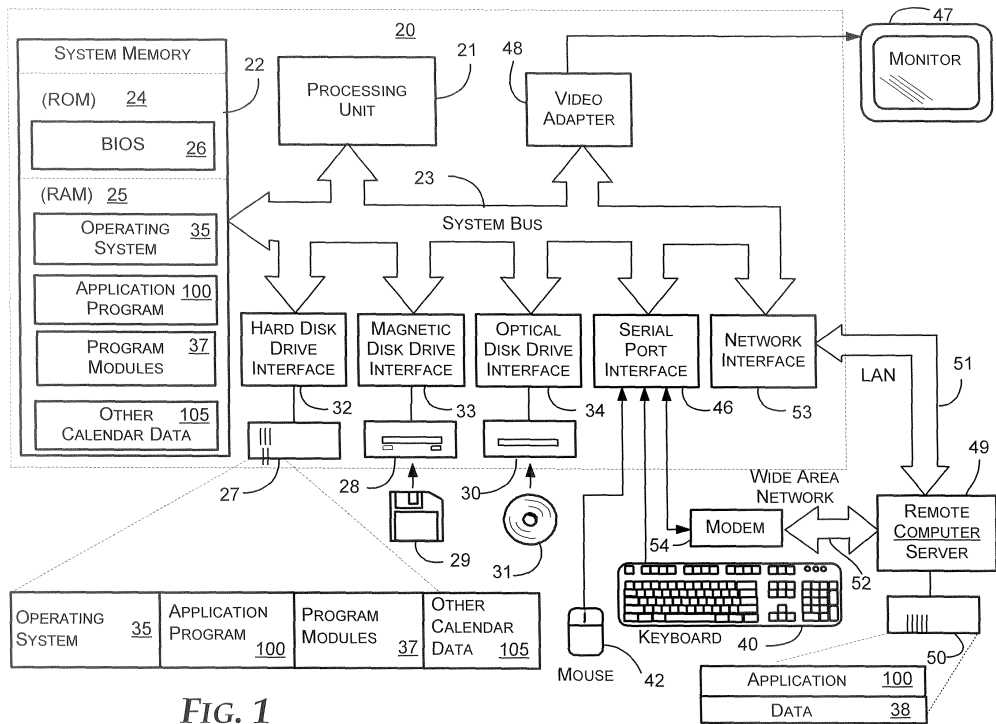 20
SYSTEM MEMORY
22
(ROM) 24
BIOS 26
(RAM) 25
OPERATING 35
SYSTEM
APPLICATION 100
PROGRAM
PROGRAM 37
MODULES
OTHER 105
CALENDAR DATA
21
PROCESSING
UNIT
48
VIDEO
ADAPTER
47
MONITOR
23
SYSTEM BUS
HARD DISK
DRIVE
INTERFACE
32
MAGNETIC
DISK DRIVE
INTERFACE
33
OPTICAL
DISK DRIVE
INTERFACE
34
SERIAL
PORT
INTERFACE
46
NETWORK
INTERFACE
53
LAN
51
27
28
30
29
31
WIDE AREA
NETWORK
49
MODEM
54
52
REMOTE
COMPUTER
SERVER
KEYBOARD
40
MOUSE
42
50
OPERATING
SYSTEM 35
APPLICATION
PROGRAM
100
PROGRAM
MODULES
37
OTHER
CALENDAR
DATA 105
APPLICATION 100
DATA 38
FIG. 1